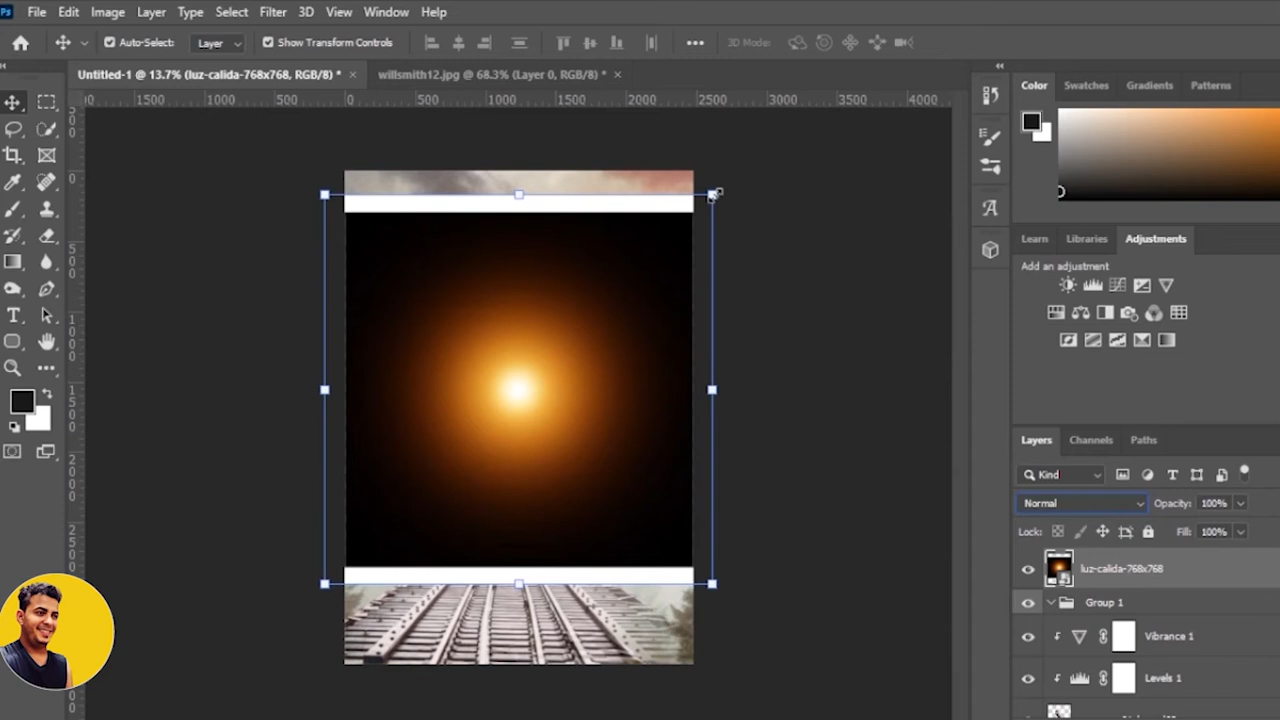 Ps File Edit Image Layer Type Select Filter 3D View Window Help
Auto-Select: Layer Show Transform Controls 3D Mode:
Untitled-1 @ 13.7% (luz-calida-768x768, RGB/8) * × willsmith12.jpg @ 68.3% (Layer 0, RGB/8) * ×
1500 1000 500 0 500 1000 1500 2000 2500 3000 3500 4000
Color Swatches Gradients Patterns
Learn Libraries Adjustments
Add an adjustment
Layers Channels Paths
Kind
Normal Opacity: 100%
Lock: Fill: 100%
luz-calida-768x768
Group 1
Vibrance 1
Levels 1